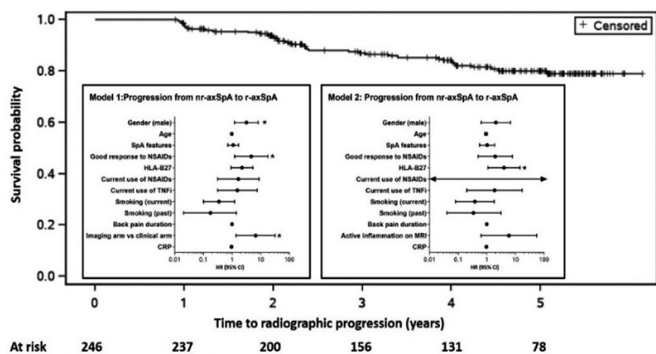 1.0
+ Censored
0.8
Survival probability
Model 1:Progression from nr-axSpA to r-axSpA
Gender (male)
*
Age
SpA features
Good response to NSAIDs
*
HLA-B27
Current use of NSAIDs
Current use of TNFi
Smoking (current)
Smoking (past)
Back pain duration
Imaging arm vs clinical arm
*
CRP
0.01
0.1
1
10
100
HR (95% CI)
Model 2: Progression from nr-axSpA to r-axSpA
Gender (male)
Age
SpA features
Good response to NSAIDs
HLA-B27
*
Current use of NSAIDs
Current use of TNFi
Smoking (current)
Smoking (past)
Back pain duration
Active inflammation on MRI
CRP
0.01
0.1
1
10
100
HR (95% CI)
0.6
0.4
0.2
0.0
0 1 2 3 4 5
Time to radiographic progression (years)
At risk 246 237 200 156 131 78